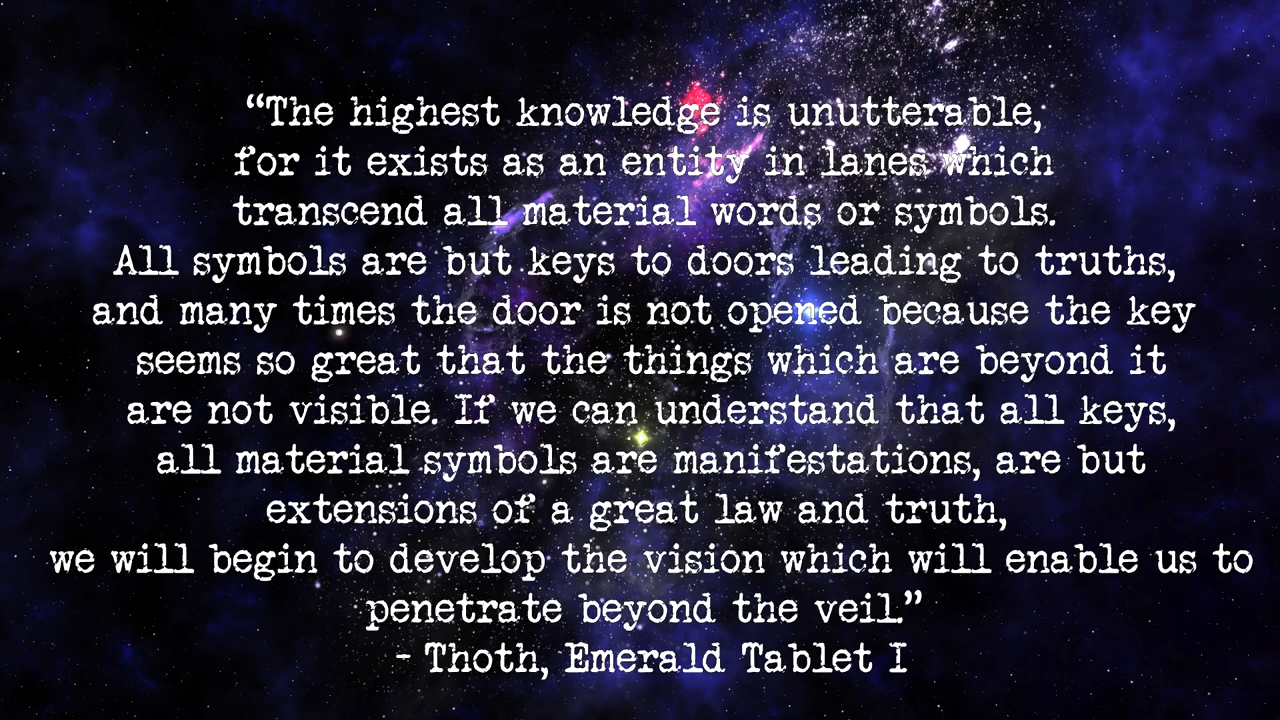 “The highest knowledge is unutterable,
for it exists as an entity in lanes which
transcend all material words or symbols.
All symbols are but keys to doors leading to truths,
and many times the door is not opened because the key
seems so great that the things which are beyond it
are not visible. If we can understand that all keys,
all material symbols are manifestations, are but
extensions of a great law and truth,
we will begin to develop the vision which will enable us to
penetrate beyond the veil.”
- Thoth, Emerald Tablet I